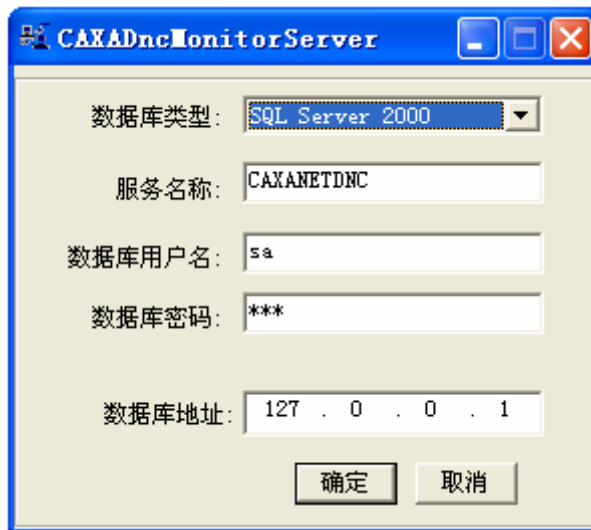 CAXADncMonitorServer
数据库类型: SQL Server 2000
服务名称: CAXANETDNC
数据库用户名: sa
数据库密码: ***
数据库地址: 127 . 0 . 0 . 1
确定 取消